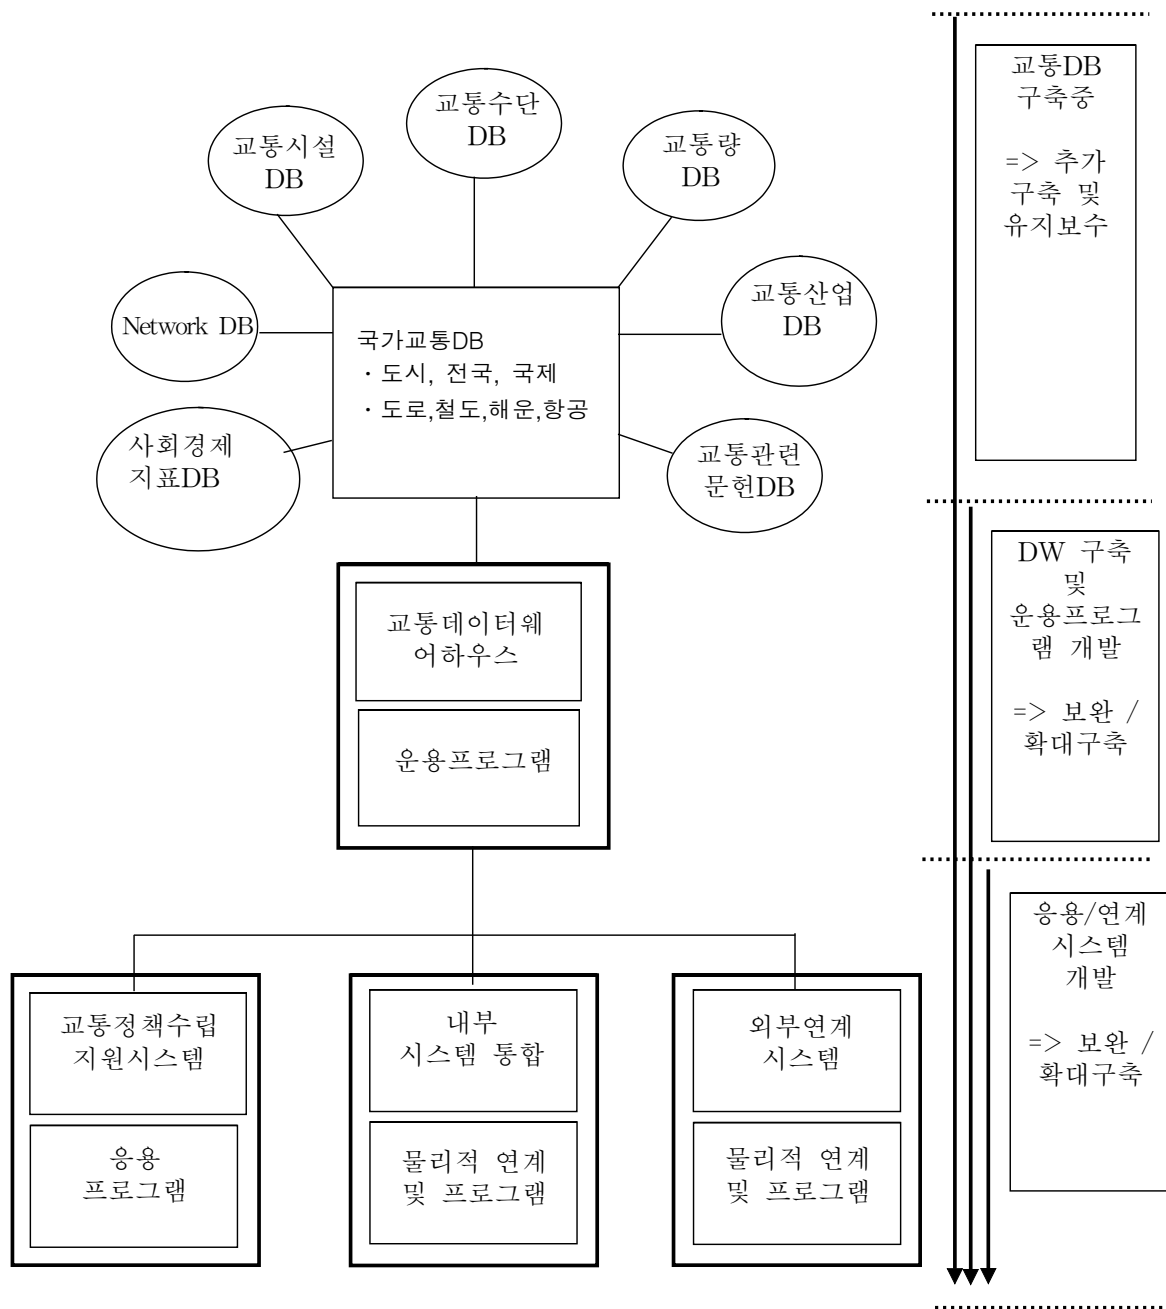 교통수단
DB
교통시설
DB
교통량
DB
Network DB
교통산업
DB
국가교통DB
· 도시, 전국, 국제
· 도로,철도,해운,항공
사회경제
지표DB
교통관련
문헌DB
교통데이터웨
어하우스
운용프로그램
교통정책수립
지원시스템
응용
프로그램
내부
시스템 통합
물리적 연계
및 프로그램
외부연계
시스템
물리적 연계
및 프로그램
교통DB
구축중
=> 추가
구축 및
유지보수
DW 구축
및
운용프로그
램 개발
=> 보완 /
확대구축
응용/연계
시스템
개발
=> 보완 /
확대구축